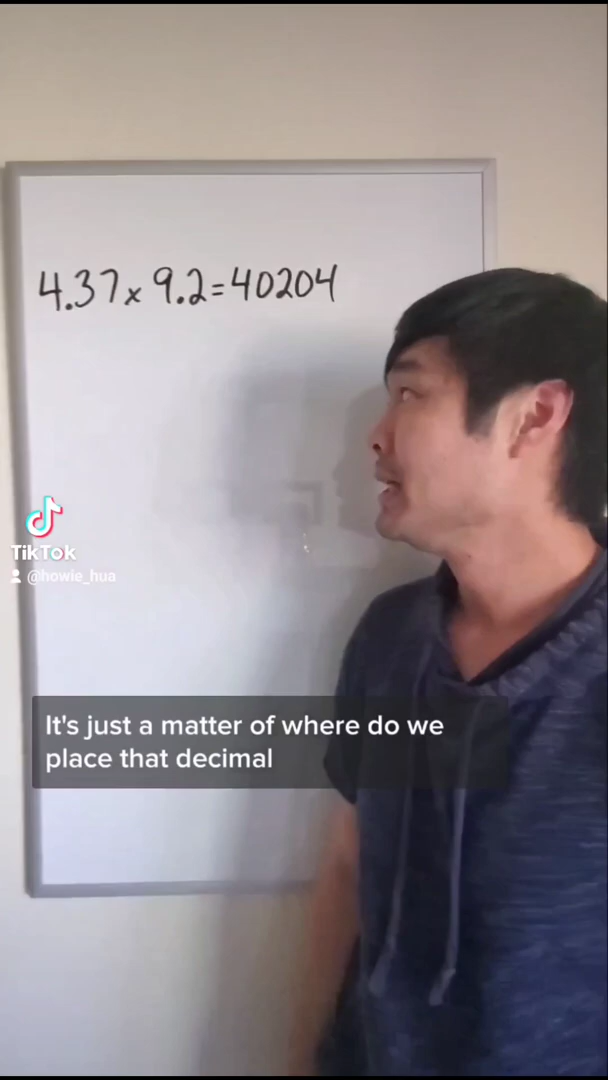 4.37x9.2=40204
TikTok
@howie_hua
It's just a matter of where do we
place that decimal